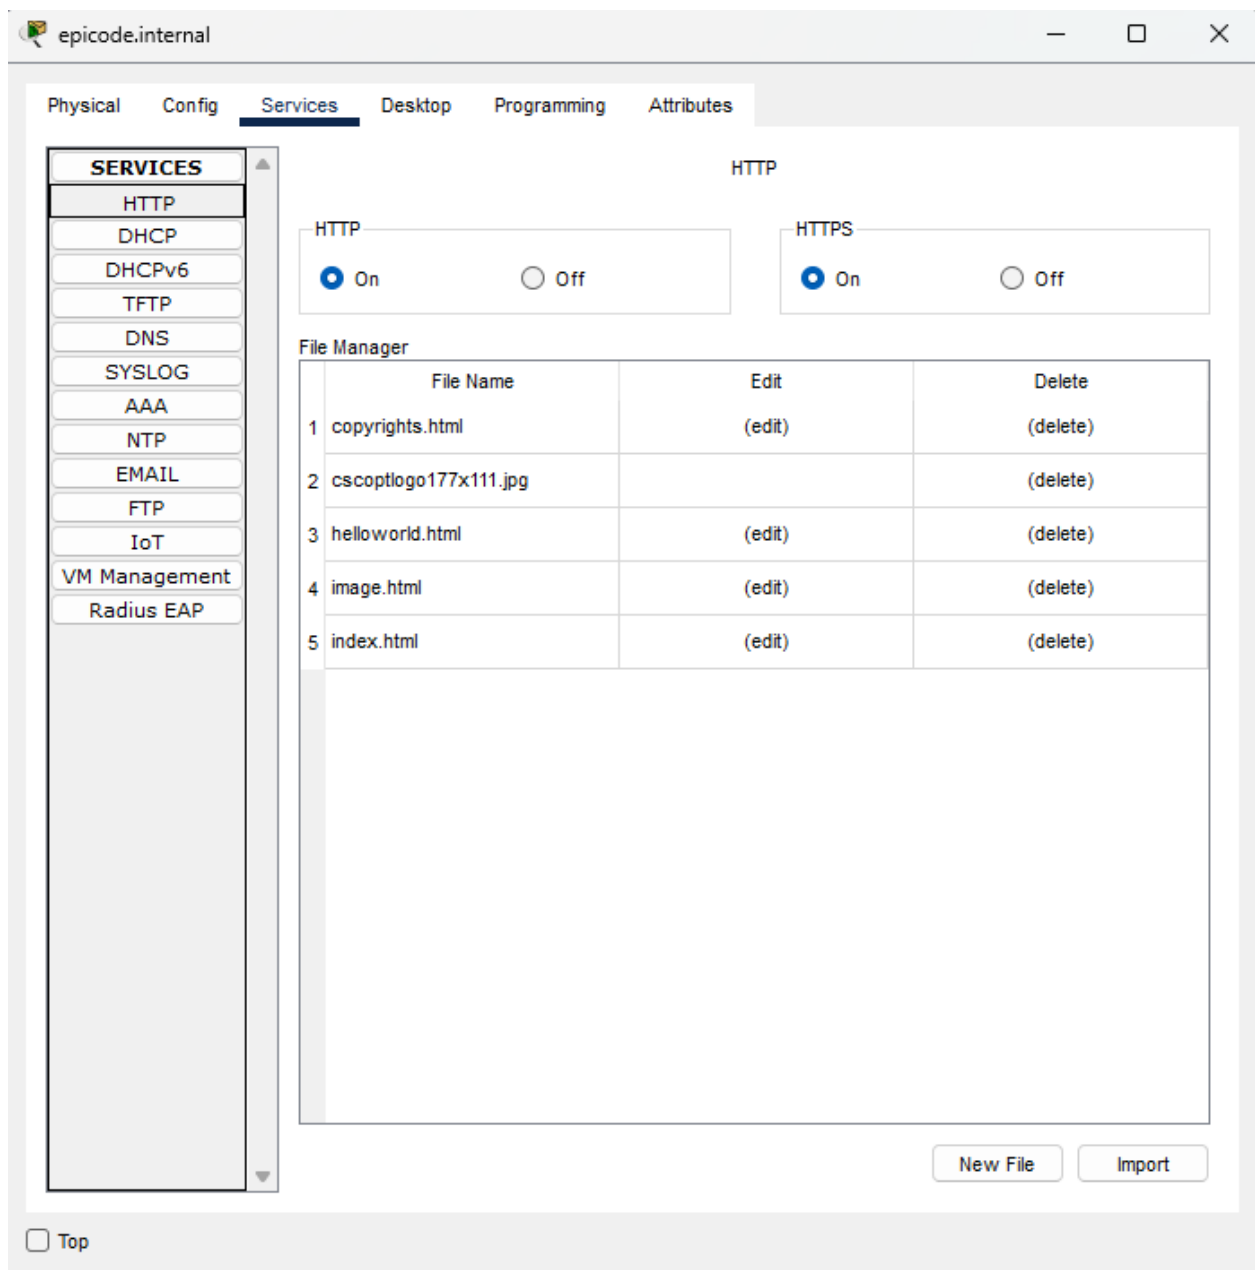 epicode.internal
Physical Config Services Desktop Programming Attributes
SERVICES
HTTP
DHCP
DHCPv6
TFTP
DNS
SYSLOG
AAA
NTP
EMAIL
FTP
IoT
VM Management
Radius EAP
HTTP
HTTP
On Off
HTTPS
On Off
File Manager
File Name Edit Delete
1 copyrights.html (edit) (delete)
2 cscoptlogo177x111.jpg (delete)
3 helloworld.html (edit) (delete)
4 image.html (edit) (delete)
5 index.html (edit) (delete)
New File Import
Top